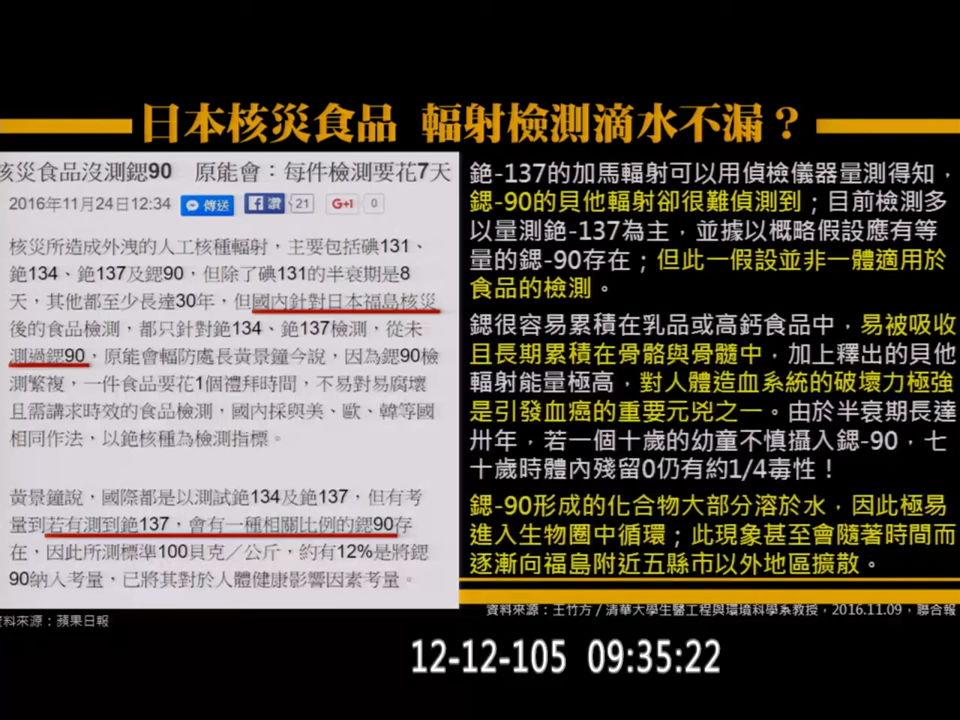 日本核災食品 輻射檢測滴水不漏？
核災食品沒測鍶90 原能會：每件檢測要花7天
2016年11月24日12:34 傳送 讚 21 G+1 0
核災所造成外洩的人工核種輻射，主要包括碘131、
銫134、銫137及鍶90，但除了碘131的半衰期是8
天，其他都至少長達30年，但國內針對日本福島核災
後的食品檢測，都只針對銫134、銫137檢測，從未
測過鍶90，原能會輻防處長黃景鐘今說，因為鍶90檢
測繁複，一件食品要花1個禮拜時間，不易對易腐壞
且需講求時效的食品檢測，國內採與美、歐、韓等國
相同作法，以銫核種為檢測指標。
黃景鐘說，國際都是以測試銫134及銫137，但有考
量到若有測到銫137，會有一種相關比例的鍶90存
在，因此所測標準100貝克／公斤，約有12%是將鍶
90納入考量，已將其對於人體健康影響因素考量。
資料來源：蘋果日報
銫-137的加馬輻射可以用偵檢儀器量測得知，
鍶-90的貝他輻射卻很難偵測到；目前檢測多
以量測銫-137為主，並據以概略假設應有等
量的鍶-90存在；但此一假設並非一體適用於
食品的檢測。
鍶很容易累積在乳品或高鈣食品中，易被吸收
且長期累積在骨骼與骨髓中，加上釋出的貝他
輻射能量極高，對人體造血系統的破壞力極強
是引發血癌的重要元兇之一。由於半衰期長達
卅年，若一個十歲的幼童不慎攝入鍶-90，七
十歲時體內殘留0仍有約1/4毒性！
鍶-90形成的化合物大部分溶於水，因此極易
進入生物圈中循環；此現象甚至會隨著時間而
逐漸向福島附近五縣市以外地區擴散。
資料來源：王竹方 / 清華大學生醫工程與環境科學系教授，2016.11.09，聯合報
12-12-105 09:35:22